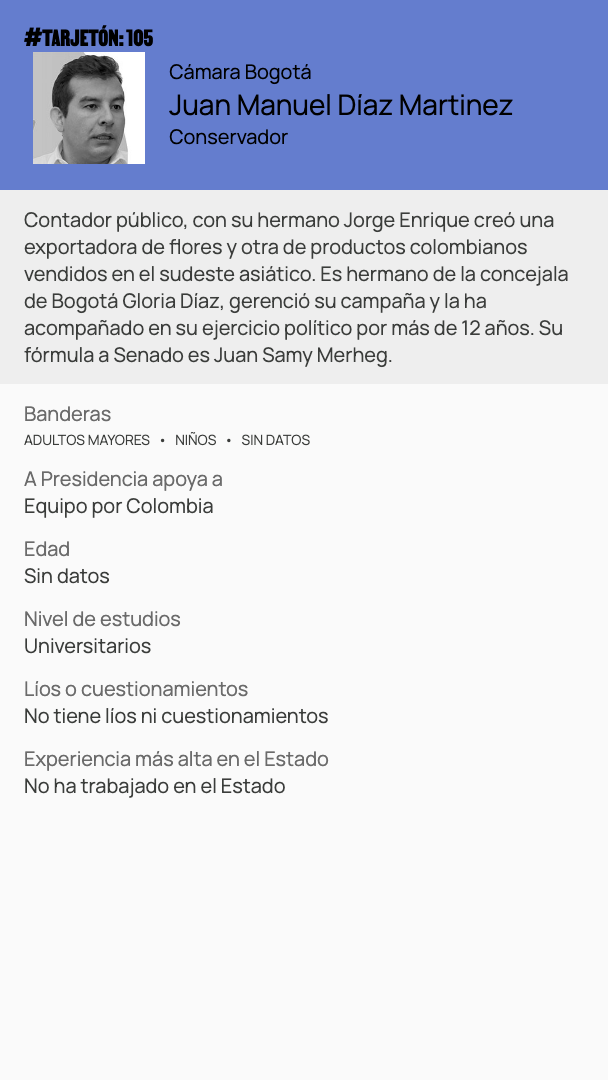 #TARJETÓN: 105
Cámara Bogotá
Juan Manuel Díaz Martinez
Conservador
Contador público, con su hermano Jorge Enrique creó una
exportadora de flores y otra de productos colombianos
vendidos en el sudeste asiático. Es hermano de la concejala
de Bogotá Gloria Díaz, gerenció su campaña y la ha
acompañado en su ejercicio político por más de 12 años. Su
fórmula a Senado es Juan Samy Merheg.
Banderas
ADULTOS MAYORES • NIÑOS • SIN DATOS
A Presidencia apoya a
Equipo por Colombia
Edad
Sin datos
Nivel de estudios
Universitarios
Líos o cuestionamientos
No tiene líos ni cuestionamientos
Experiencia más alta en el Estado
No ha trabajado en el Estado